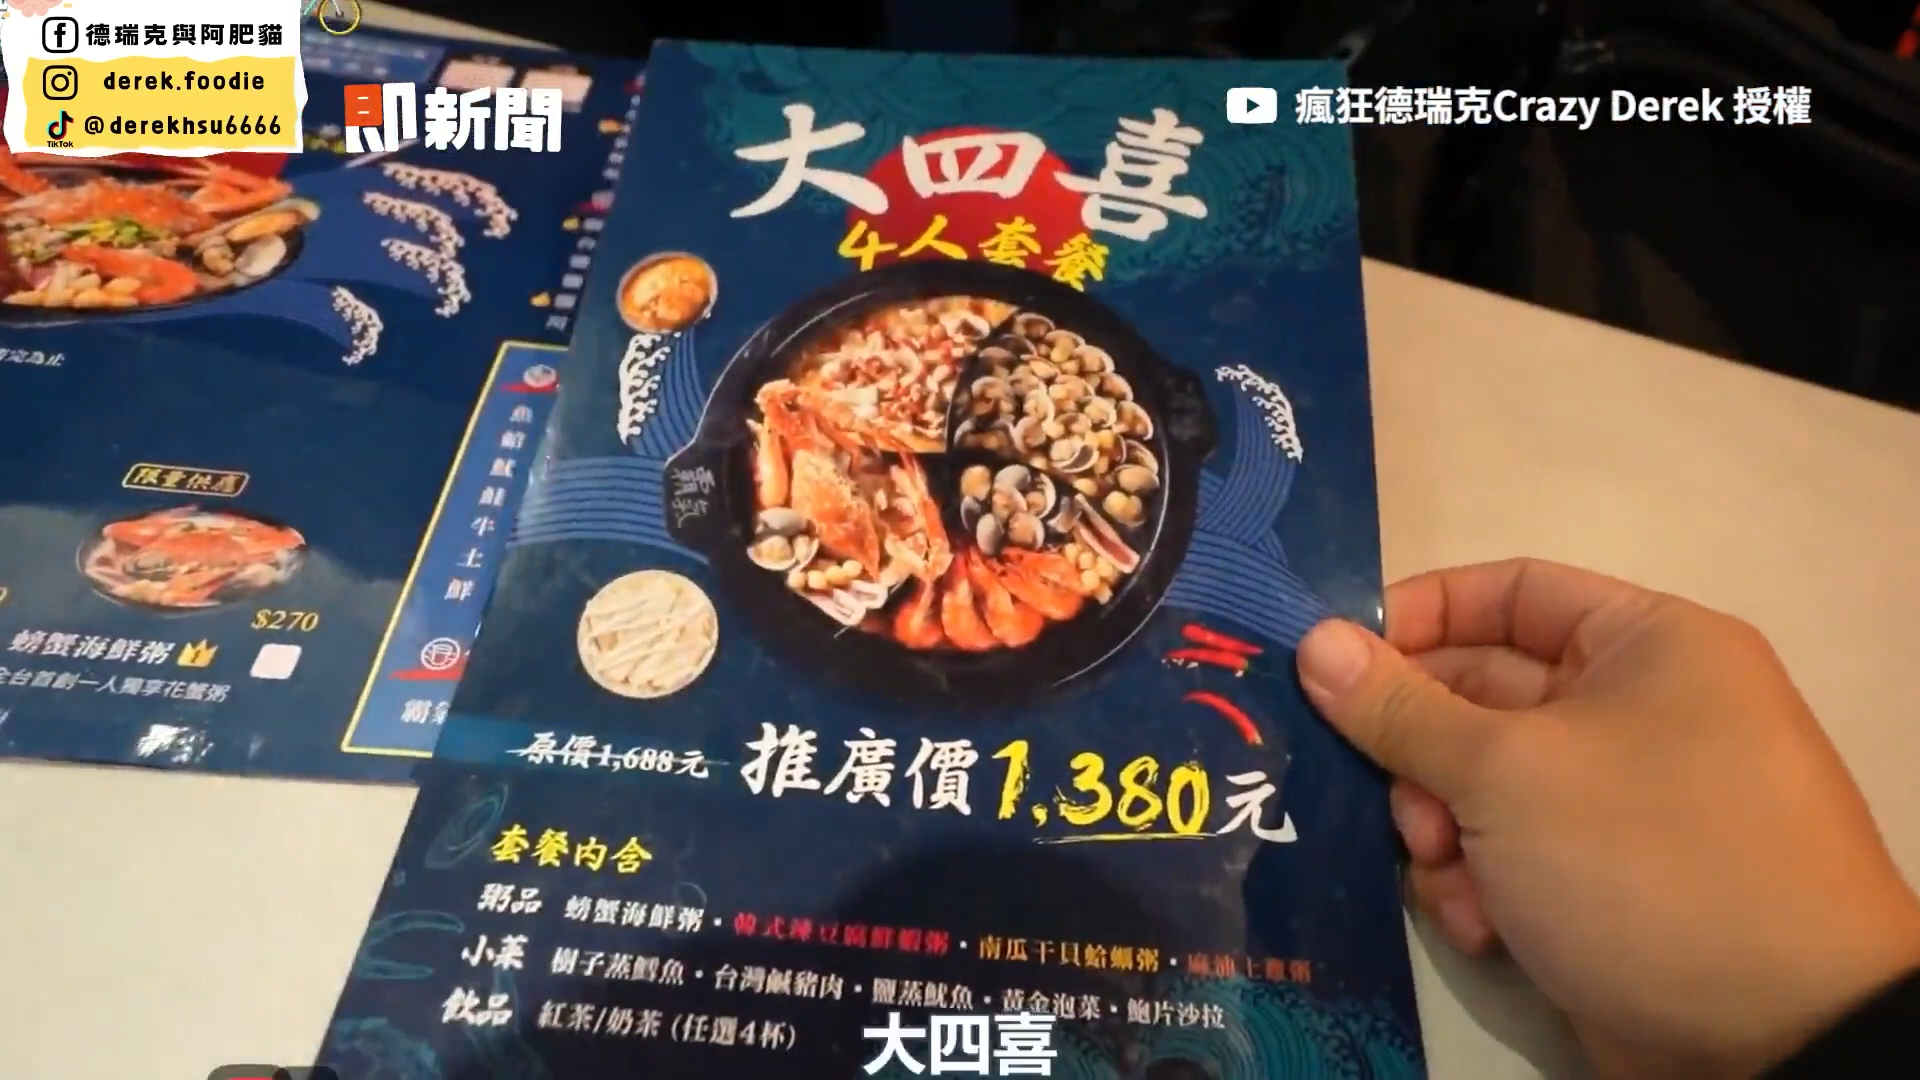 德瑞克與阿肥貓
derek.foodie
@derekhsu6666
TikTok
即新聞
瘋狂德瑞克Crazy Derek 授權
大四喜
4人套餐
霸氣
限量供應
$270
螃蟹海鮮粥
全台首創一人獨享花蟹粥
原價1,688元
推廣價1,380元
套餐內含
粥品 螃蟹海鮮粥・韓式辣豆腐鮮蝦粥・南瓜干貝蛤蠣粥・麻油土雞粥
小菜 樹子蒸鱈魚・台灣鹹豬肉・鹽蒸魷魚・黃金泡菜・鮑片沙拉
飲品 紅茶/奶茶 (任選4杯)
大四喜